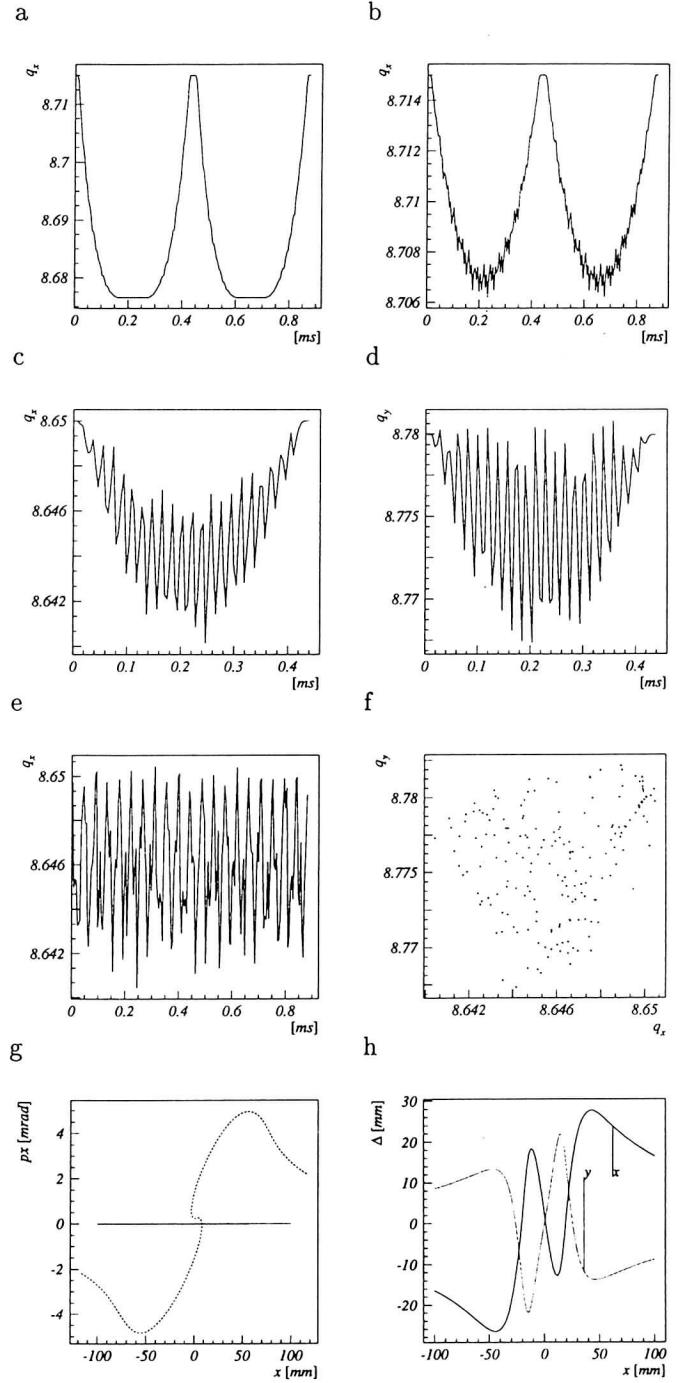 a
b
q_x
8.71
8.7
8.69
8.68
0 0.2 0.4 0.6 0.8
[ms]
q_x
8.714
8.712
8.71
8.708
8.706
0 0.2 0.4 0.6 0.8
[ms]
c
d
q_x
8.65
8.646
8.642
0 0.1 0.2 0.3 0.4
[ms]
q_y
8.78
8.775
8.77
0 0.1 0.2 0.3 0.4
[ms]
e
f
q_x
8.65
8.646
8.642
0 0.2 0.4 0.6 0.8
[ms]
q_y
8.78
8.775
8.77
8.642 8.646 8.65
q_x
g
h
px [mrad]
4
2
0
-2
-4
-100 -50 0 50 100
x [mm]
Δ [mm]
30
20
10
0
-10
-20
y
x
-100 -50 0 50 100
x [mm]